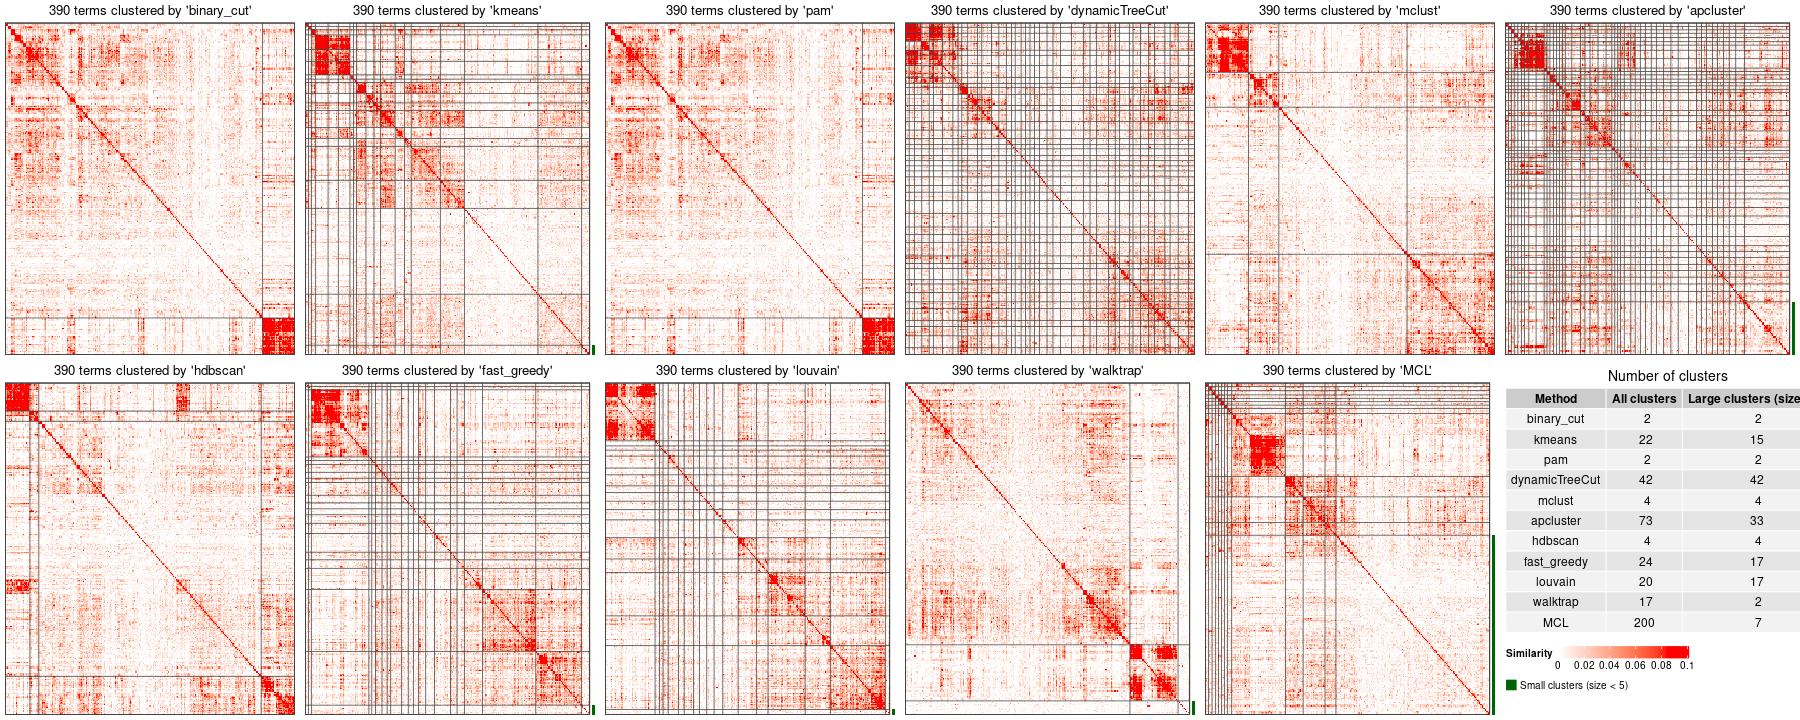 390 terms clustered by 'binary_cut'
390 terms clustered by 'kmeans'
390 terms clustered by 'pam'
390 terms clustered by 'dynamicTreeCut'
390 terms clustered by 'mclust'
390 terms clustered by 'apcluster'
390 terms clustered by 'hdbscan'
390 terms clustered by 'fast_greedy'
390 terms clustered by 'louvain'
390 terms clustered by 'walktrap'
390 terms clustered by 'MCL'
Number of clusters
Method All clusters Large clusters (size
binary_cut 2 2
kmeans 22 15
pam 2 2
dynamicTreeCut 42 42
mclust 4 4
apcluster 73 33
hdbscan 4 4
fast_greedy 24 17
louvain 20 17
walktrap 17 2
MCL 200 7
Similarity
0 0.02 0.04 0.06 0.08 0.1
Small clusters (size < 5)